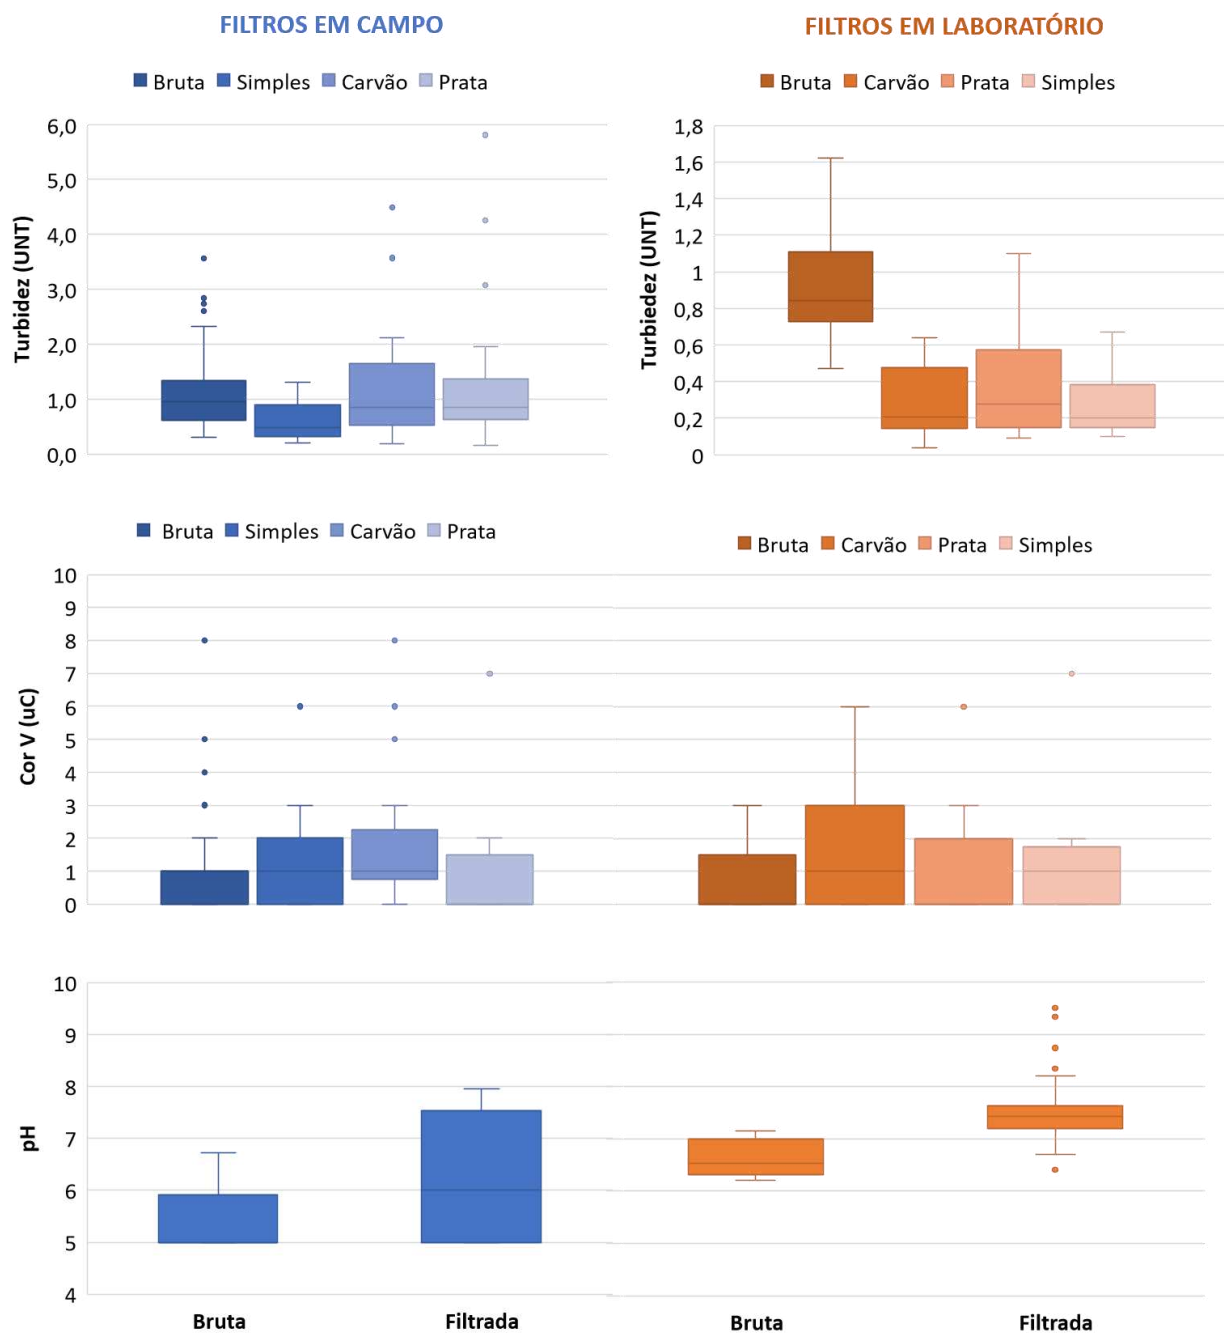 FILTROS EM CAMPO
FILTROS EM LABORATÓRIO
Bruta Simples Carvão Prata
Bruta Carvão Prata Simples
Turbidez (UNT)
6,0
5,0
4,0
3,0
2,0
1,0
0,0
Turbiedez (UNT)
1,8
1,6
1,4
1,2
1
0,8
0,6
0,4
0,2
0
Bruta Simples Carvão Prata
Bruta Carvão Prata Simples
Cor V (uC)
10
9
8
7
6
5
4
3
2
1
0
pH
10
9
8
7
6
5
4
Bruta Filtrada
Bruta Filtrada